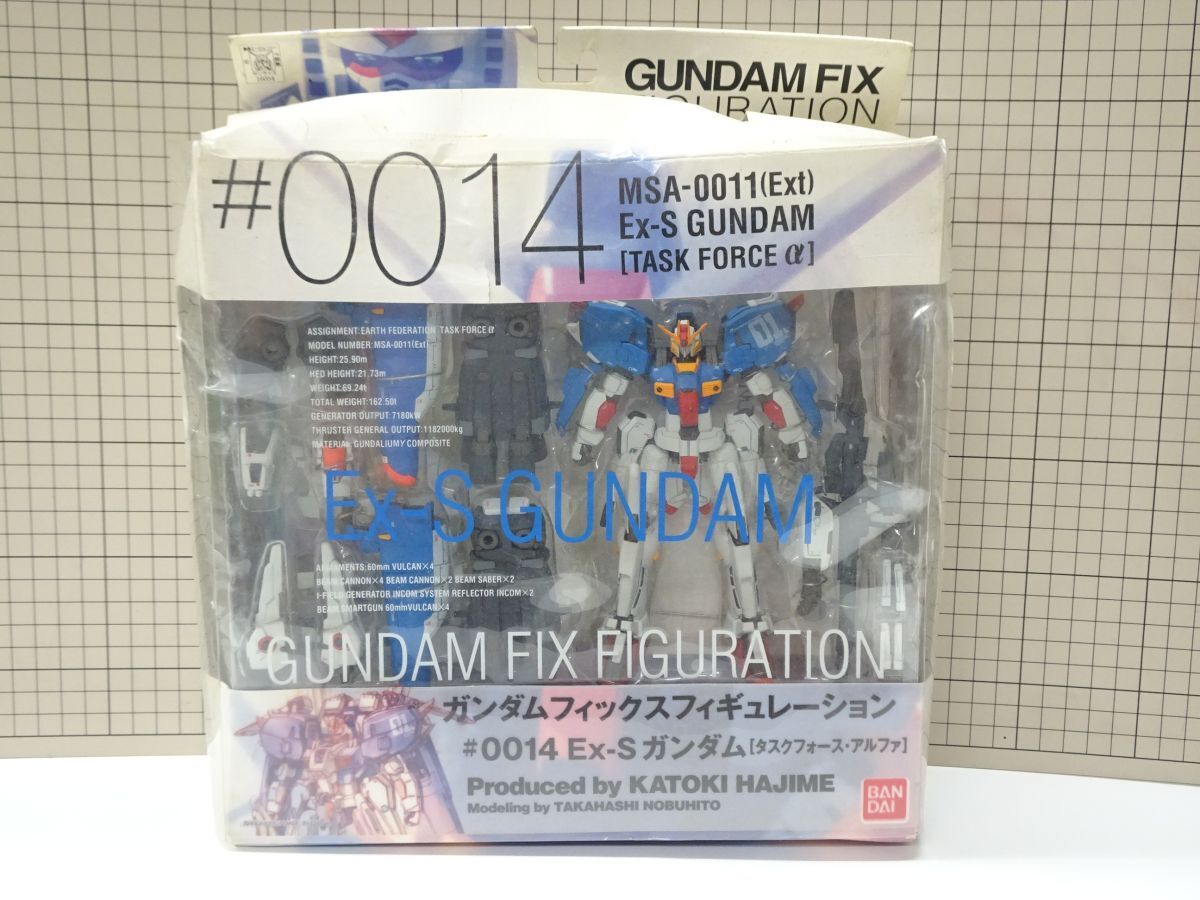 GUNDAM FIX
FIGURATION
#0014
MSA-0011(Ext)
Ex-S GUNDAM
[TASK FORCE α]
01
ASSIGNMENT:EARTH FEDERATION TASK FORCE α
MODEL NUMBER:MSA-0011(Ext)
HEIGHT:25.90m
HED HEIGHT:21.73m
WEIGHT:69.24t
TOTAL WEIGHT:162.50t
GENERATOR OUTPUT:7180kW
THRUSTER GENERAL OUTPUT:1182000kg
MATERIAL: GUNDALIUMY COMPOSITE
Ex-S GUNDAM
ARMAMENTS:60mm VULCAN×4
BEAM CANNON×4 BEAM CANNON×2 BEAM SABER×2
I-FIELD GENERATOR INCOM SYSTEM REFLECTOR INCOM×2
BEAM SMARTGUN 60mmVULCAN×4
GUNDAM FIX FIGURATION
ガンダムフィックスフィギュレーション
#0014 Ex-S ガンダム[タスクフォース・アルファ]
Produced by KATOKI HAJIME
Modeling by TAKAHASHI NOBUHITO
BAN
DAI